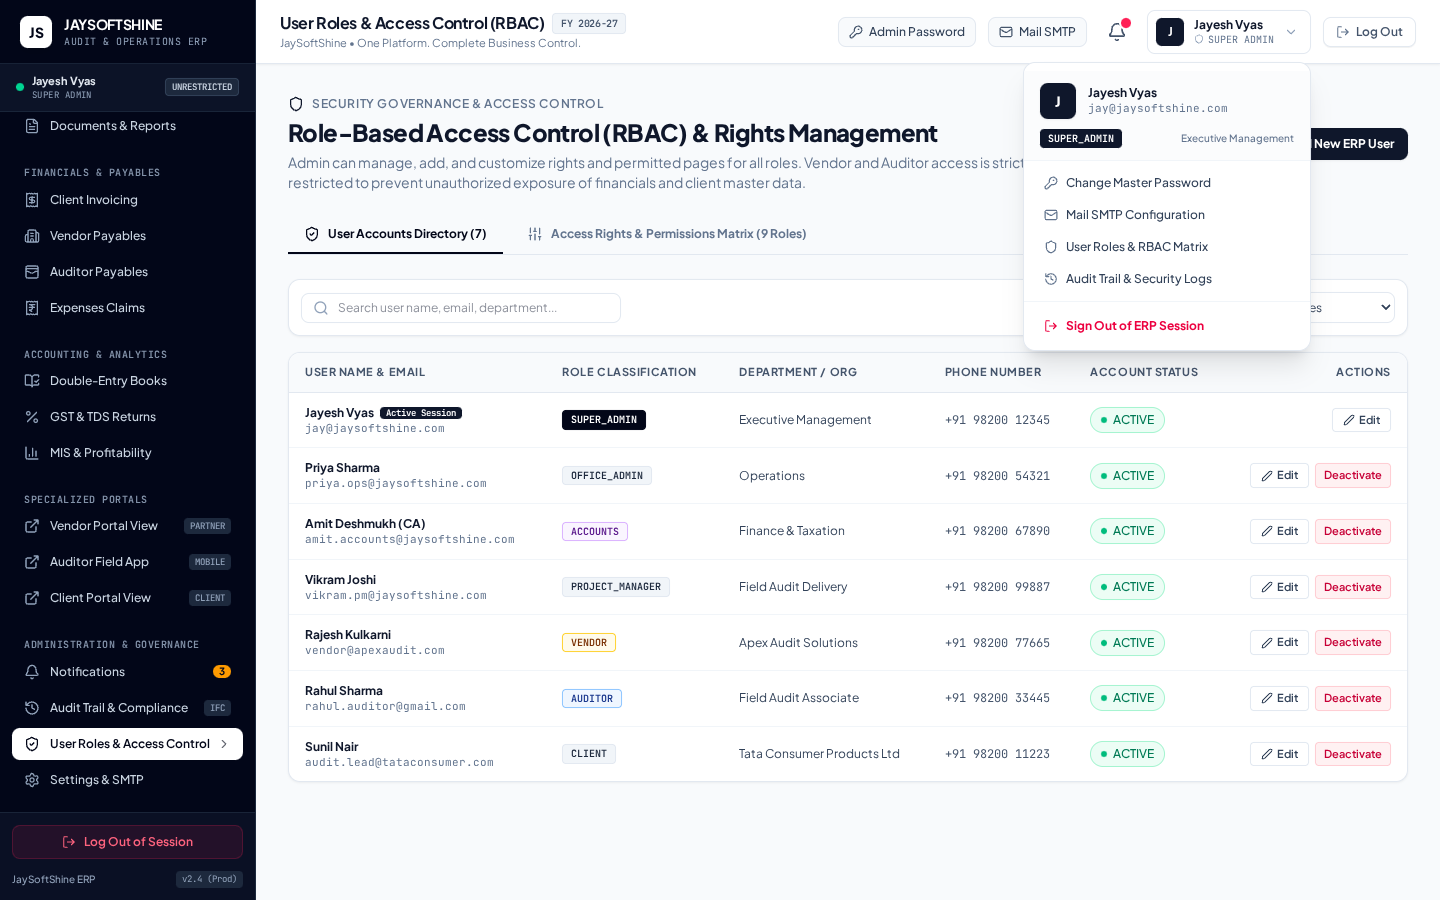 JS
JAYSOFTSHINE
AUDIT & OPERATIONS ERP
Jayesh Vyas
SUPER ADMIN
UNRESTRICTED
Documents & Reports
FINANCIALS & PAYABLES
Client Invoicing
Vendor Payables
Auditor Payables
Expenses Claims
ACCOUNTING & ANALYTICS
Double-Entry Books
GST & TDS Returns
MIS & Profitability
SPECIALIZED PORTALS
Vendor Portal View PARTNER
Auditor Field App MOBILE
Client Portal View CLIENT
ADMINISTRATION & GOVERNANCE
Notifications 3
Audit Trail & Compliance IFC
User Roles & Access Control
Settings & SMTP
Log Out of Session
JaySoftShine ERP v2.4 (Prod)
User Roles & Access Control (RBAC) FY 2026-27
JaySoftShine • One Platform. Complete Business Control.
Admin Password
Mail SMTP
J
Jayesh Vyas
SUPER ADMIN
Log Out
J
Jayesh Vyas
jay@jaysoftshine.com
SUPER_ADMIN Executive Management
Change Master Password
Mail SMTP Configuration
User Roles & RBAC Matrix
Audit Trail & Security Logs
Sign Out of ERP Session
SECURITY GOVERNANCE & ACCESS CONTROL
Role-Based Access Control (RBAC) & Rights Management
Admin can manage, add, and customize rights and permitted pages for all roles. Vendor and Auditor access is strict
restricted to prevent unauthorized exposure of financials and client master data.
New ERP User
User Accounts Directory (7)
Access Rights & Permissions Matrix (9 Roles)
Search user name, email, department...
es
USER NAME & EMAIL ROLE CLASSIFICATION DEPARTMENT / ORG PHONE NUMBER ACCOUNT STATUS ACTIONS
Jayesh Vyas Active Session
jay@jaysoftshine.com
SUPER_ADMIN Executive Management +91 98200 12345 ACTIVE Edit
Priya Sharma
priya.ops@jaysoftshine.com
OFFICE_ADMIN Operations +91 98200 54321 ACTIVE Edit Deactivate
Amit Deshmukh (CA)
amit.accounts@jaysoftshine.com
ACCOUNTS Finance & Taxation +91 98200 67890 ACTIVE Edit Deactivate
Vikram Joshi
vikram.pm@jaysoftshine.com
PROJECT_MANAGER Field Audit Delivery +91 98200 99887 ACTIVE Edit Deactivate
Rajesh Kulkarni
vendor@apexaudit.com
VENDOR Apex Audit Solutions +91 98200 77665 ACTIVE Edit Deactivate
Rahul Sharma
rahul.auditor@gmail.com
AUDITOR Field Audit Associate +91 98200 33445 ACTIVE Edit Deactivate
Sunil Nair
audit.lead@tataconsumer.com
CLIENT Tata Consumer Products Ltd +91 98200 11223 ACTIVE Edit Deactivate